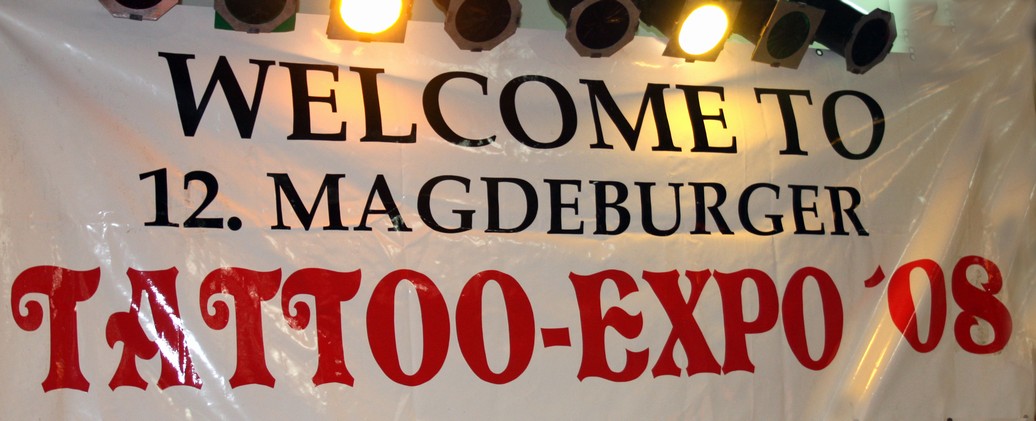 WELCOME TO
12. MAGDEBURGER
TATTOO-EXPO ´08